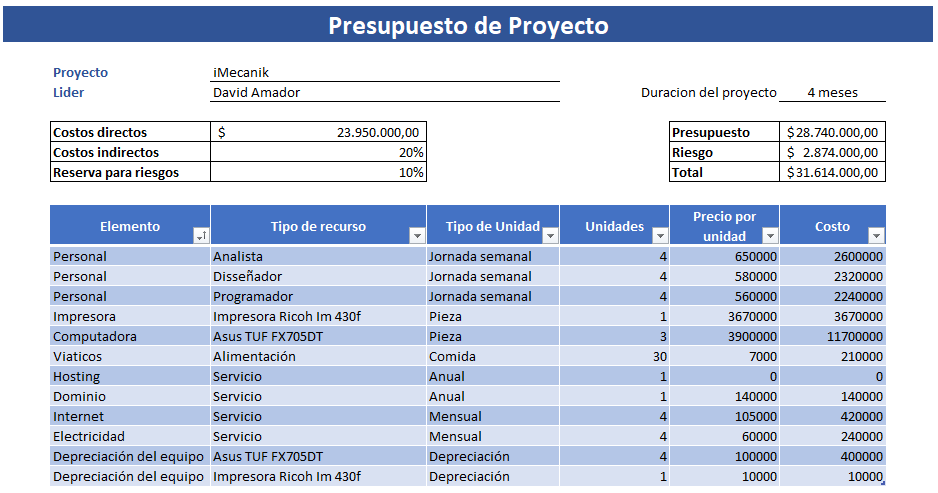 Presupuesto de Proyecto
Proyecto iMecanik
Lider David Amador Duracion del proyecto 4 meses
Costos directos $ 23.950.000,00 Presupuesto $28.740.000,00
Costos indirectos 20% Riesgo $ 2.874.000,00
Reserva para riesgos 10% Total $31.614.000,00
Elemento Tipo de recurso Tipo de Unidad Unidades Precio por unidad Costo
Personal Analista Jornada semanal 4 650000 2600000
Personal Disseñador Jornada semanal 4 580000 2320000
Personal Programador Jornada semanal 4 560000 2240000
Impresora Impresora Ricoh Im 430f Pieza 1 3670000 3670000
Computadora Asus TUF FX705DT Pieza 3 3900000 11700000
Viaticos Alimentación Comida 30 7000 210000
Hosting Servicio Anual 1 0 0
Dominio Servicio Anual 1 140000 140000
Internet Servicio Mensual 4 105000 420000
Electricidad Servicio Mensual 4 60000 240000
Depreciación del equipo Asus TUF FX705DT Depreciación 4 100000 400000
Depreciación del equipo Impresora Ricoh Im 430f Depreciación 1 10000 10000